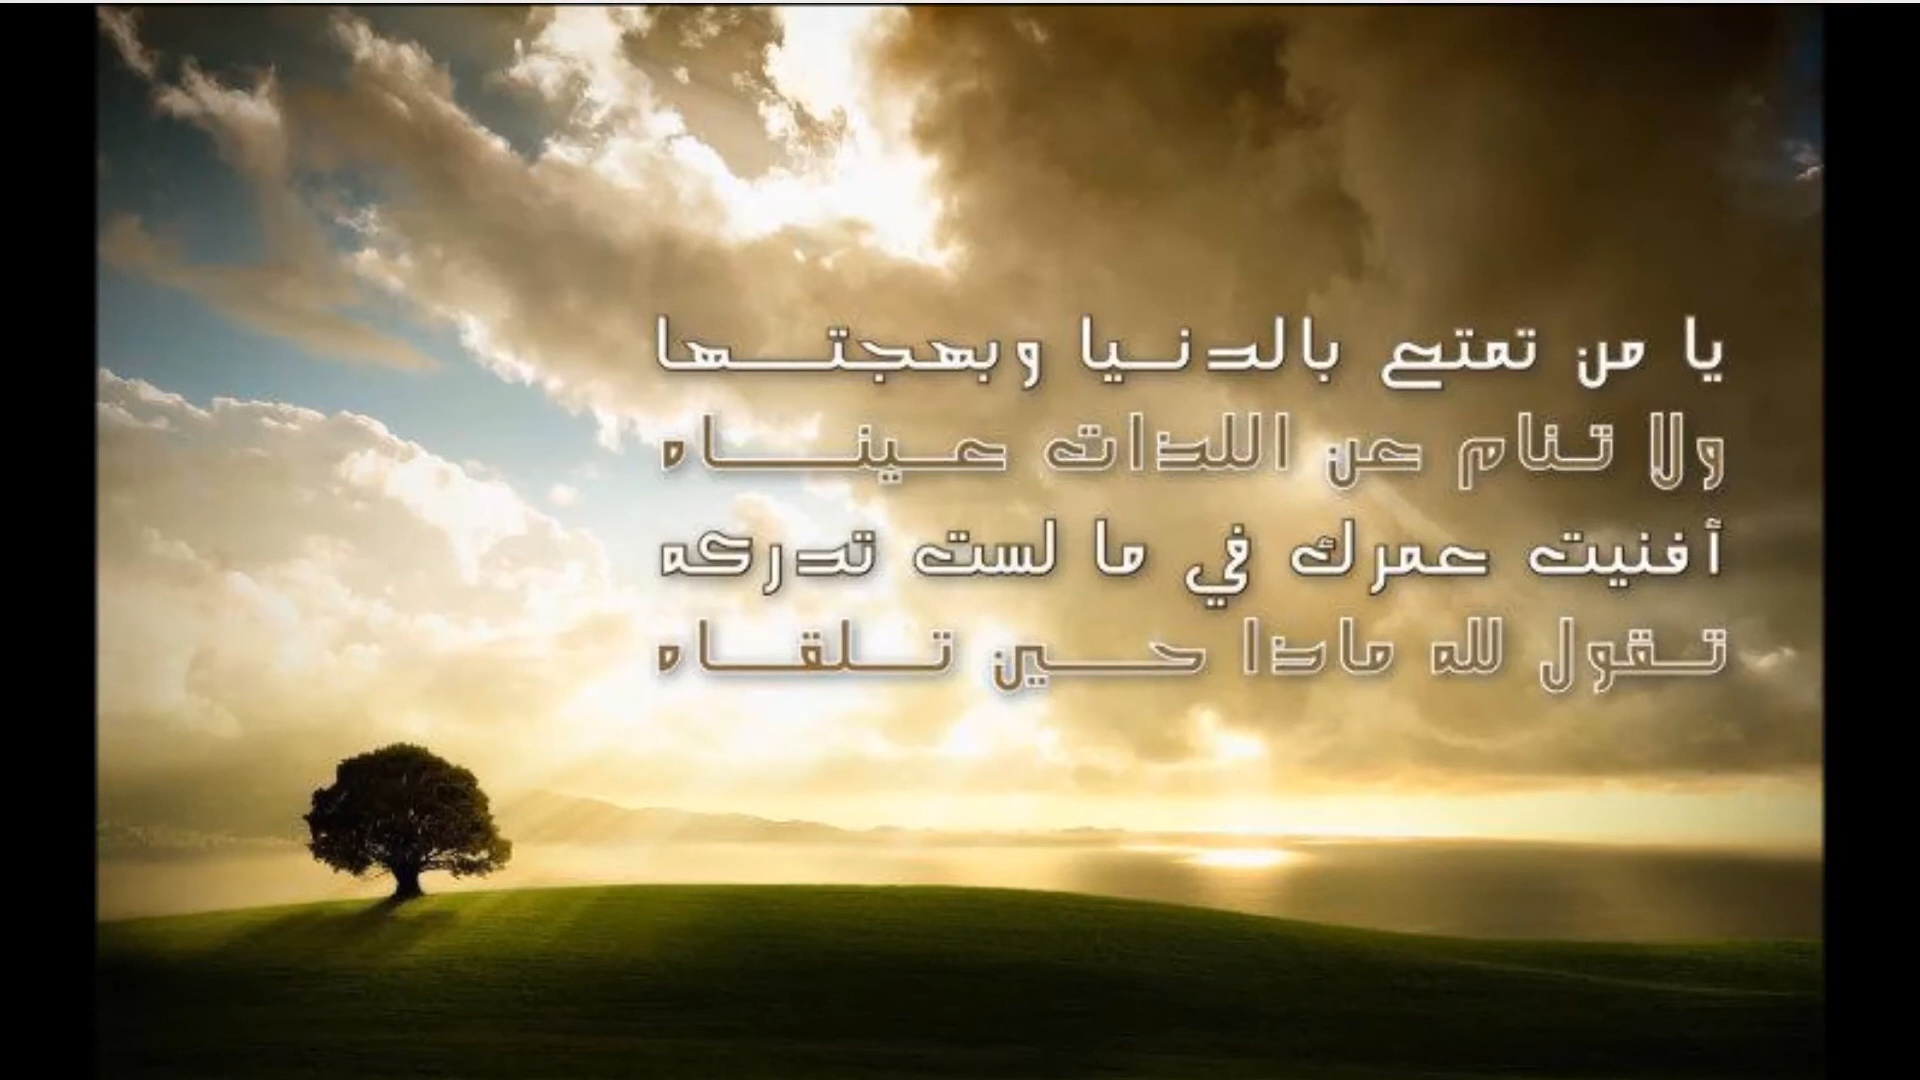 يا من تمتع بالدنيا وبهجتها
ولا تنام عن اللذات عيناه
أفنيت عمرك في ما لست تدركه
تقول لله ماذا حين تلقاه